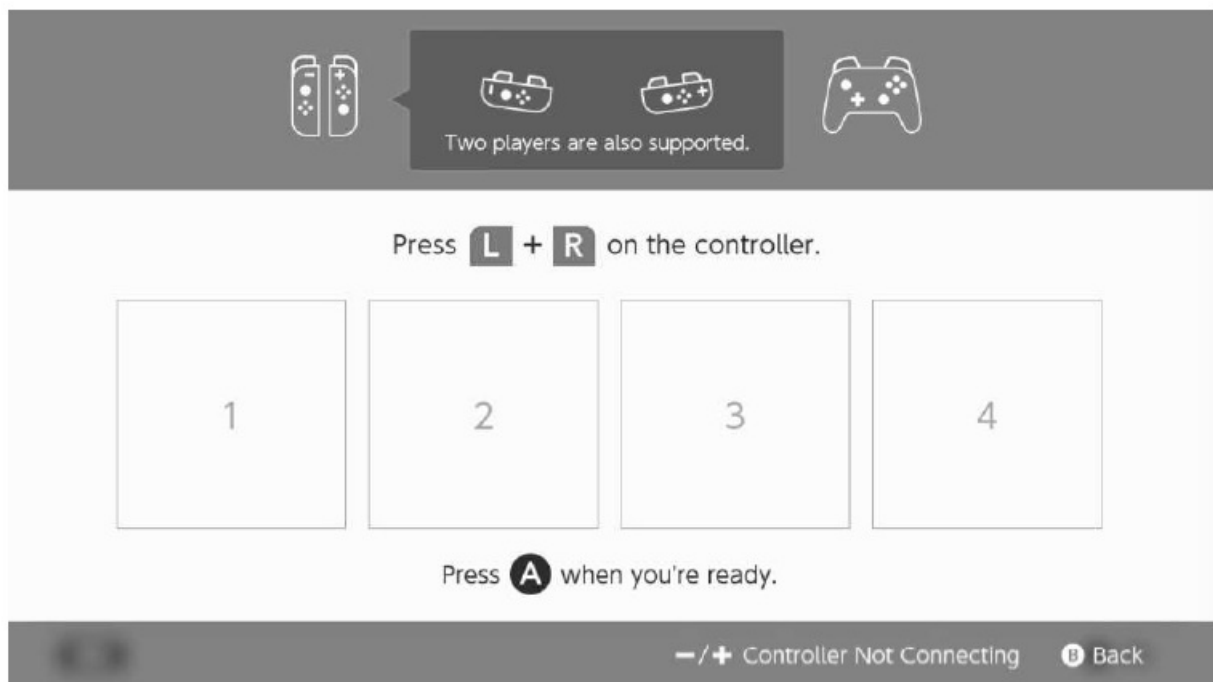 Two players are also supported.
Press L + R on the controller.
1 2 3 4
Press A when you're ready.
−/+ Controller Not Connecting B Back